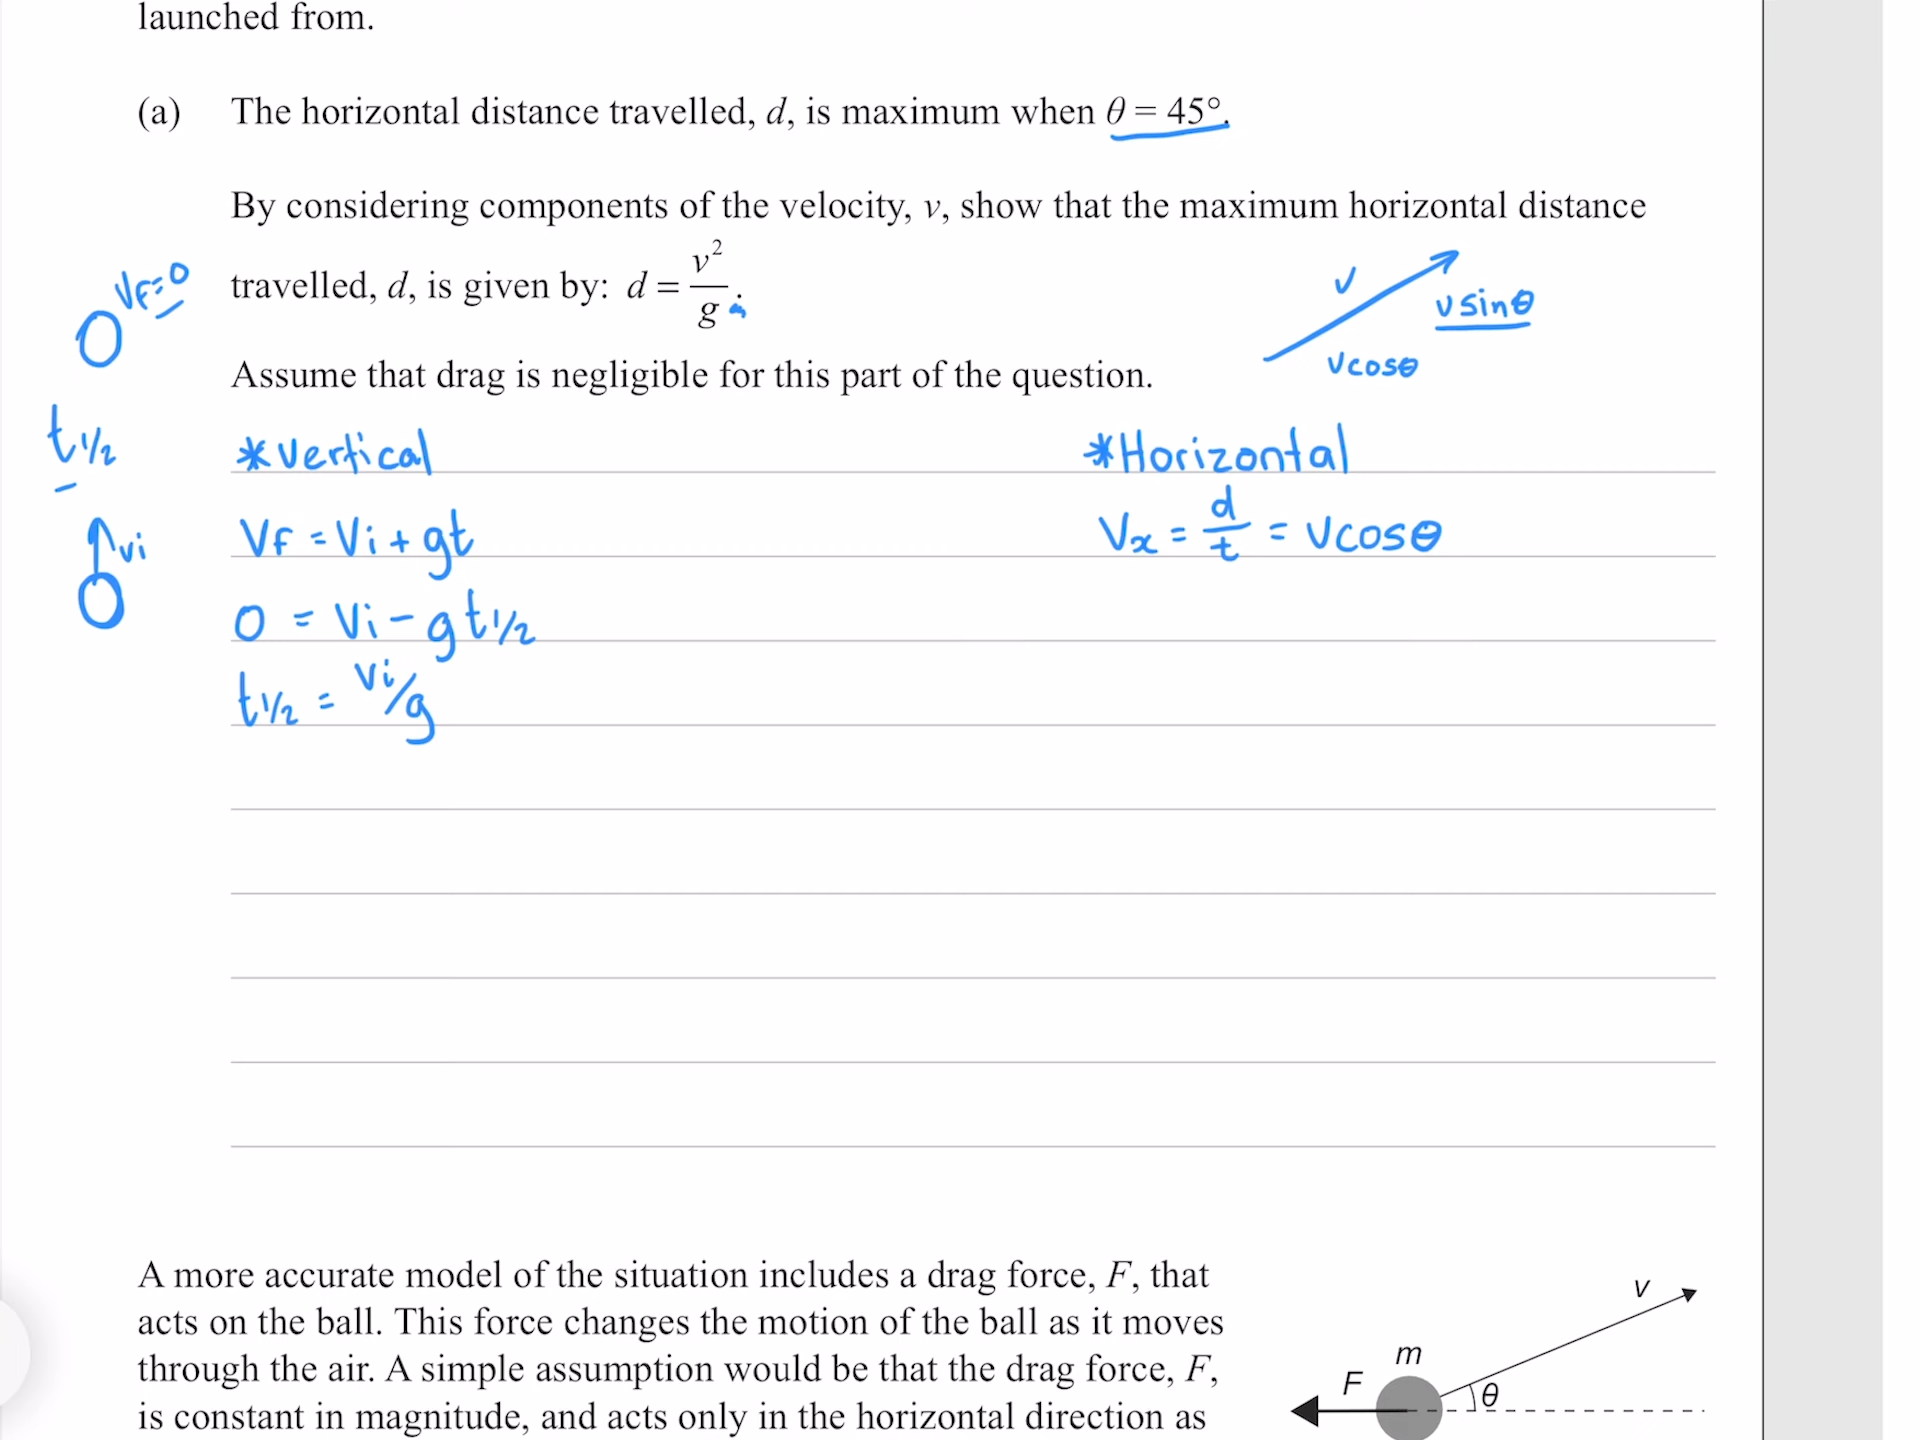 launched from.
(a) The horizontal distance travelled, d, is maximum when θ = 45°.
By considering components of the velocity, v, show that the maximum horizontal distance
travelled, d, is given by: d = v²/g.
Vf=0
v
vsinθ
vcosθ
Assume that drag is negligible for this part of the question.
t1/2
*Vertical
*Horizontal
vi
Vf = Vi + gt
Vx = d/t = vcosθ
0 = Vi - gt1/2
t1/2 = Vi/g
A more accurate model of the situation includes a drag force, F, that
acts on the ball. This force changes the motion of the ball as it moves
through the air. A simple assumption would be that the drag force, F,
is constant in magnitude, and acts only in the horizontal direction as
v
m
F
θ